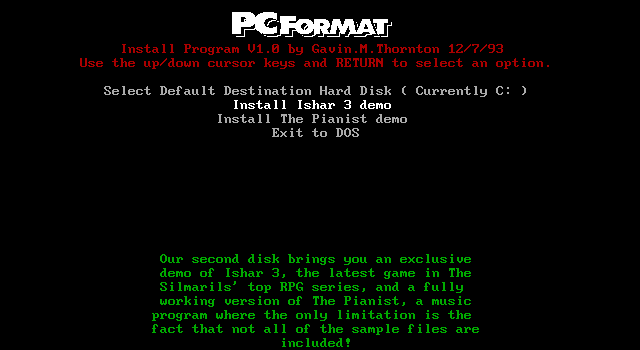 PCFORMAT
Install Program V1.0 by Gavin.M.Thornton 12/7/93
Use the up/down cursor keys and RETURN to select an option.
Select Default Destination Hard Disk ( Currently C: )
Install Ishar 3 demo
Install The Pianist demo
Exit to DOS
Our second disk brings you an exclusive
demo of Ishar 3, the latest game in The
Silmarils' top RPG series, and a fully
working version of The Pianist, a music
program where the only limitation is the
fact that not all of the sample files are
included!